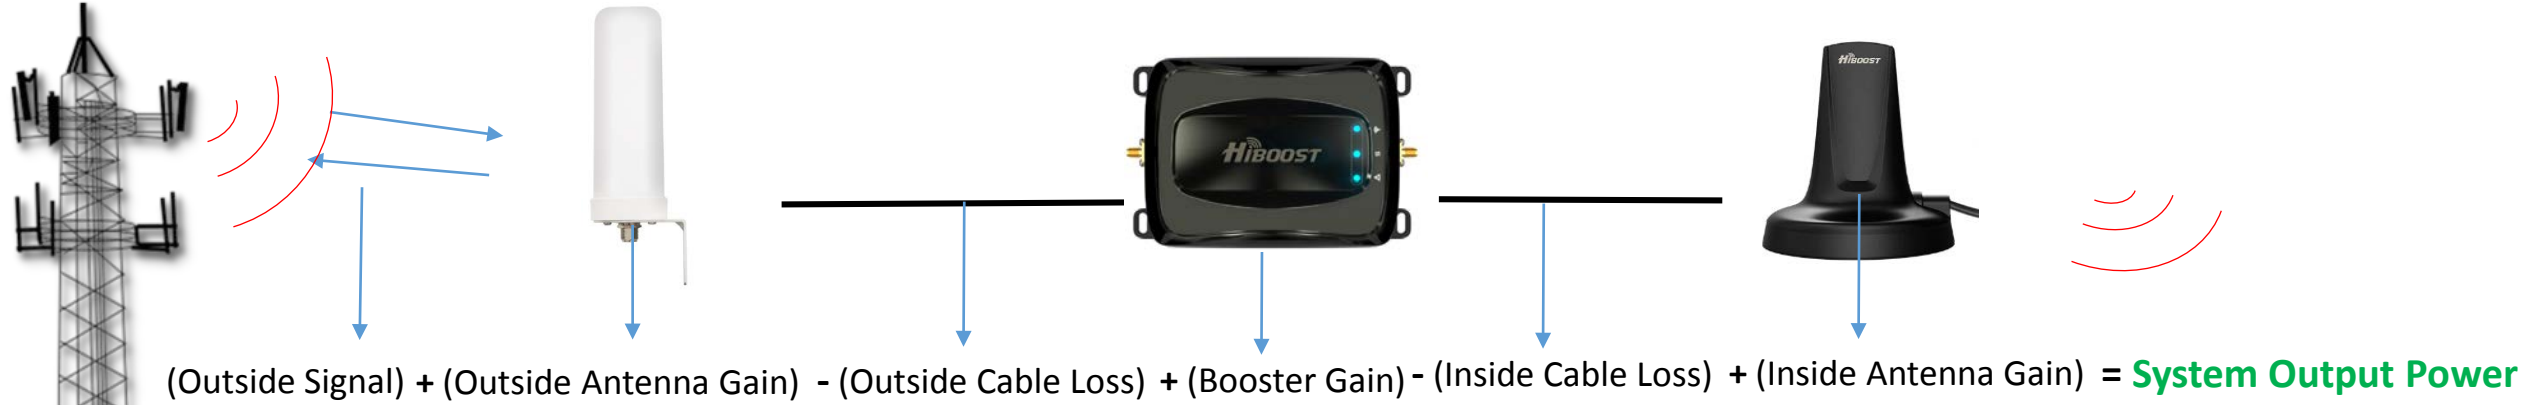 HIBOOST
HIBOOST
(Outside Signal) + (Outside Antenna Gain) - (Outside Cable Loss) + (Booster Gain) - (Inside Cable Loss) + (Inside Antenna Gain) = System Output Power